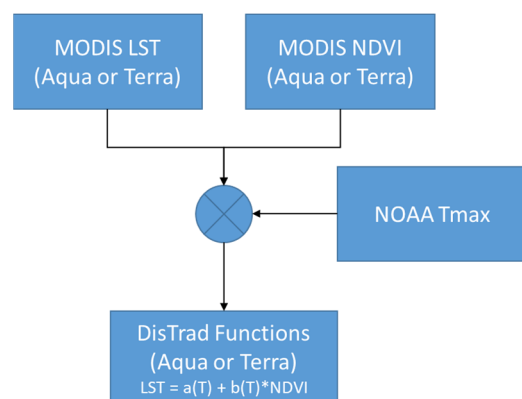 MODIS LST
(Aqua or Terra)
MODIS NDVI
(Aqua or Terra)
NOAA Tmax
DisTrad Functions
(Aqua or Terra)
LST = a(T) + b(T)*NDVI